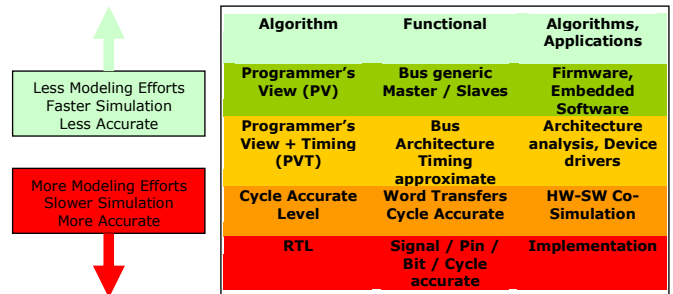 Less Modeling Efforts
Faster Simulation
Less Accurate
More Modeling Efforts
Slower Simulation
More Accurate
Algorithm
Functional
Algorithms,
Applications
Programmer's
View (PV)
Bus generic
Master / Slaves
Firmware,
Embedded
Software
Programmer's
View + Timing
(PVT)
Bus
Architecture
Timing
approximate
Architecture
analysis, Device
drivers
Cycle Accurate
Level
Word Transfers
Cycle Accurate
HW-SW Co-
Simulation
RTL
Signal / Pin /
Bit / Cycle
accurate
Implementation